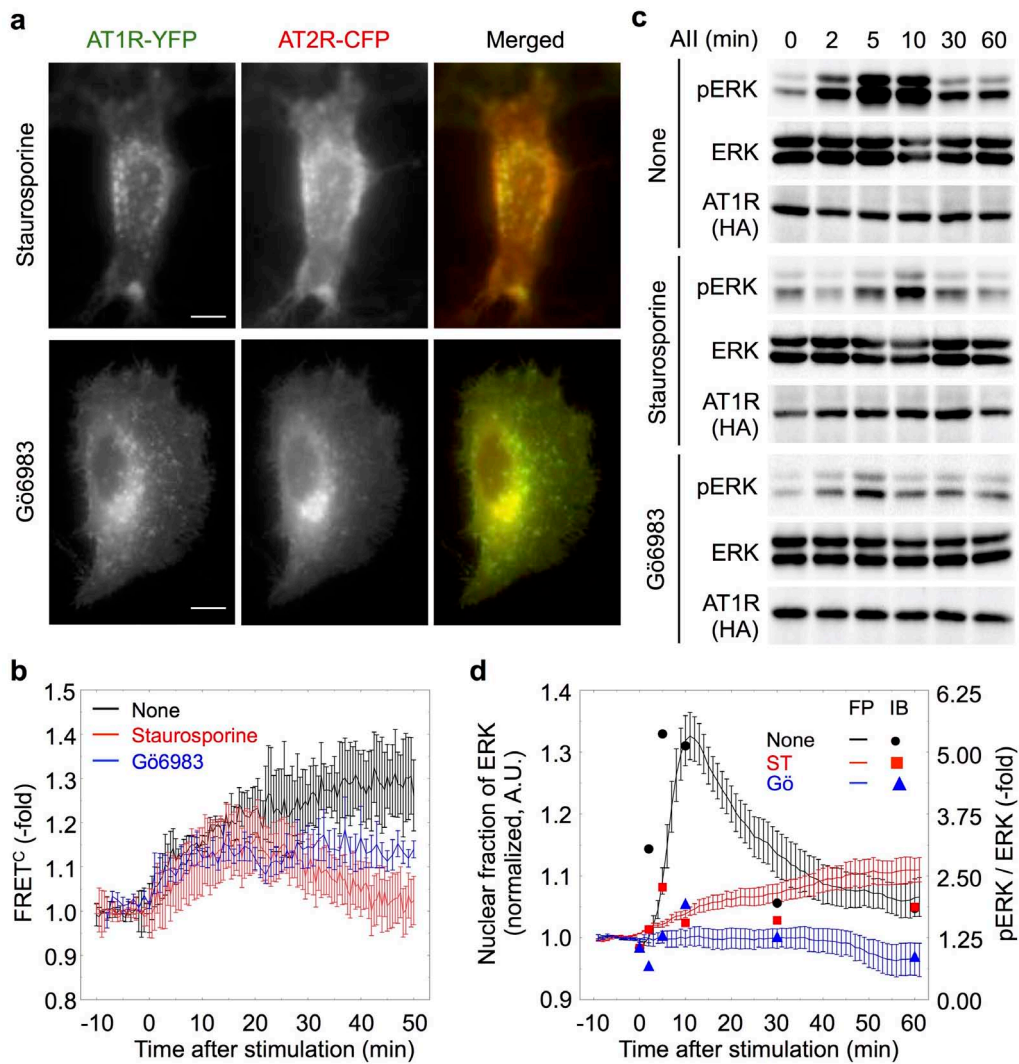 a
AT1R-YFP AT2R-CFP Merged
Staurosporine
Gö6983
c
AII (min) 0 2 5 10 30 60
None
pERK
ERK
AT1R
(HA)
Staurosporine
pERK
ERK
AT1R
(HA)
Gö6983
pERK
ERK
AT1R
(HA)
b
FRETᶜ (-fold)
1.5
1.4
1.3
1.2
1.1
1.0
0.9
0.8
None
Staurosporine
Gö6983
-10 0 10 20 30 40 50
Time after stimulation (min)
d
Nuclear fraction of ERK
(normalized, A.U.)
1.4
1.3
1.2
1.1
1.0
0.9
FP IB
None
ST
Gö
6.25
5.00
3.75
2.50
1.25
0.00
pERK / ERK (-fold)
-10 0 10 20 30 40 50 60
Time after stimulation (min)